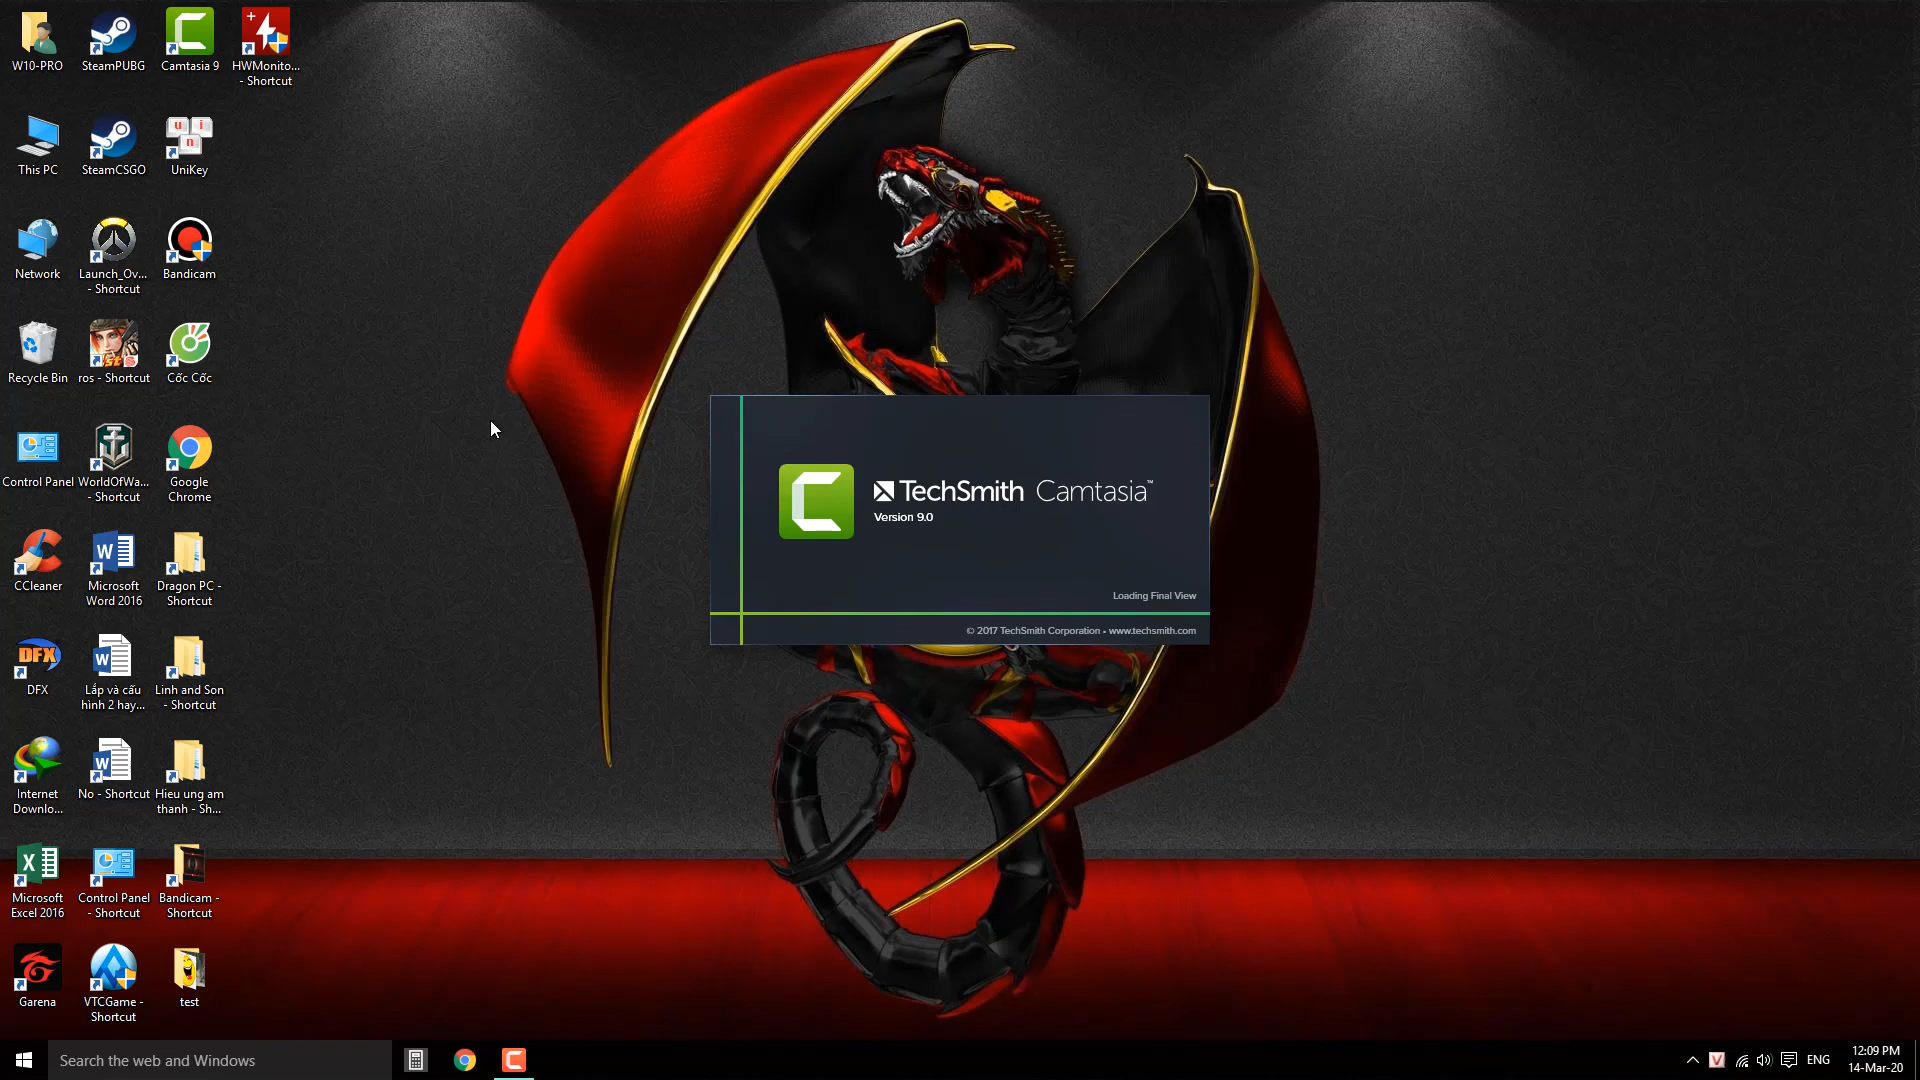 W10-PRO
SteamPUBG
Camtasia 9
HWMonito...
- Shortcut
This PC
SteamCSGO
UniKey
Network
Launch_Ov...
- Shortcut
Bandicam
Recycle Bin
ros - Shortcut
Cốc Cốc
Control Panel
WorldOfWa...
- Shortcut
Google
Chrome
CCleaner
Microsoft
Word 2016
Dragon PC -
Shortcut
DFX
DFX
Lắp và cấu
hình 2 hay...
Linh and Son
- Shortcut
Internet
Downlo...
No - Shortcut
Hieu ung am
thanh - Sh...
Microsoft
Excel 2016
Control Panel
- Shortcut
Bandicam -
Shortcut
Garena
VTCGame -
Shortcut
test
TechSmith Camtasia™
Version 9.0
Loading Final View
© 2017 TechSmith Corporation • www.techsmith.com
Search the web and Windows
ENG
12:09 PM
14-Mar-20